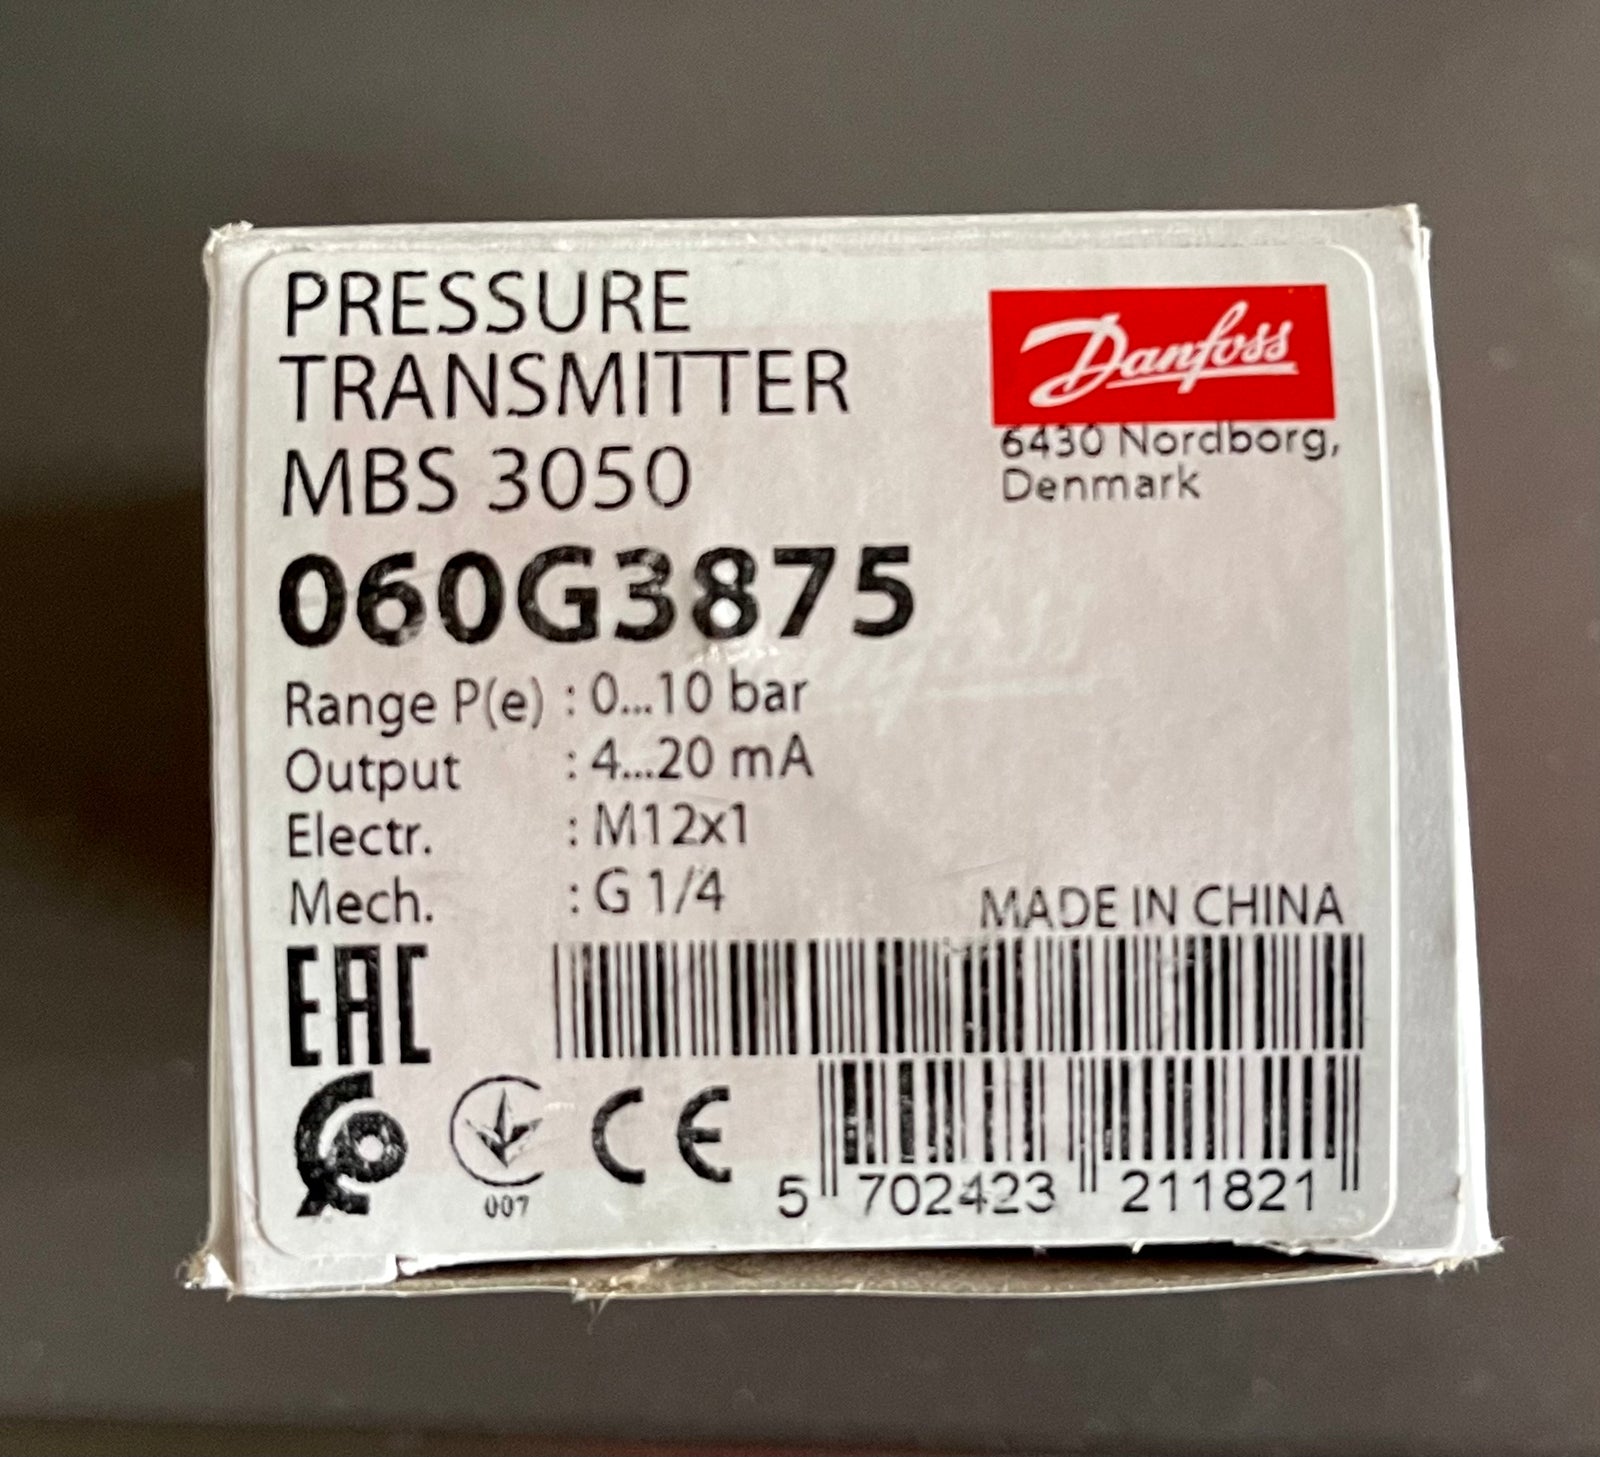 PRESSURE
TRANSMITTER
MBS 3050
Danfoss
6430 Nordborg,
Denmark
060G3875
Range P(e) : 0...10 bar
Output : 4...20 mA
Electr. : M12x1
Mech. : G 1/4
MADE IN CHINA
EAC
007
CE
5 702423 211821